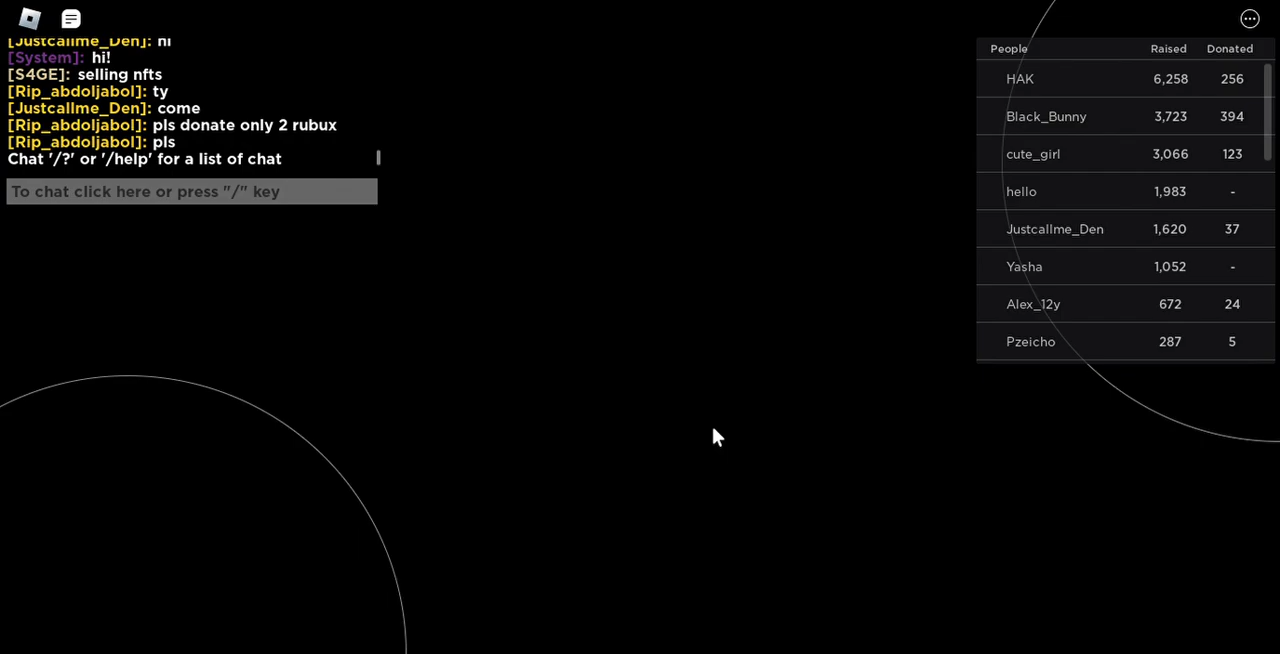 [Justcallme_Den]: hi
[System]: hi!
[S4GE]: selling nfts
[Rip_abdoljabol]: ty
[Justcallme_Den]: come
[Rip_abdoljabol]: pls donate only 2 rubux
[Rip_abdoljabol]: pls
Chat '/?' or '/help' for a list of chat
To chat click here or press "/" key
People Raised Donated
HAK 6,258 256
Black_Bunny 3,723 394
cute_girl 3,066 123
hello 1,983 -
Justcallme_Den 1,620 37
Yasha 1,052 -
Alex_12y 672 24
Pzeicho 287 5